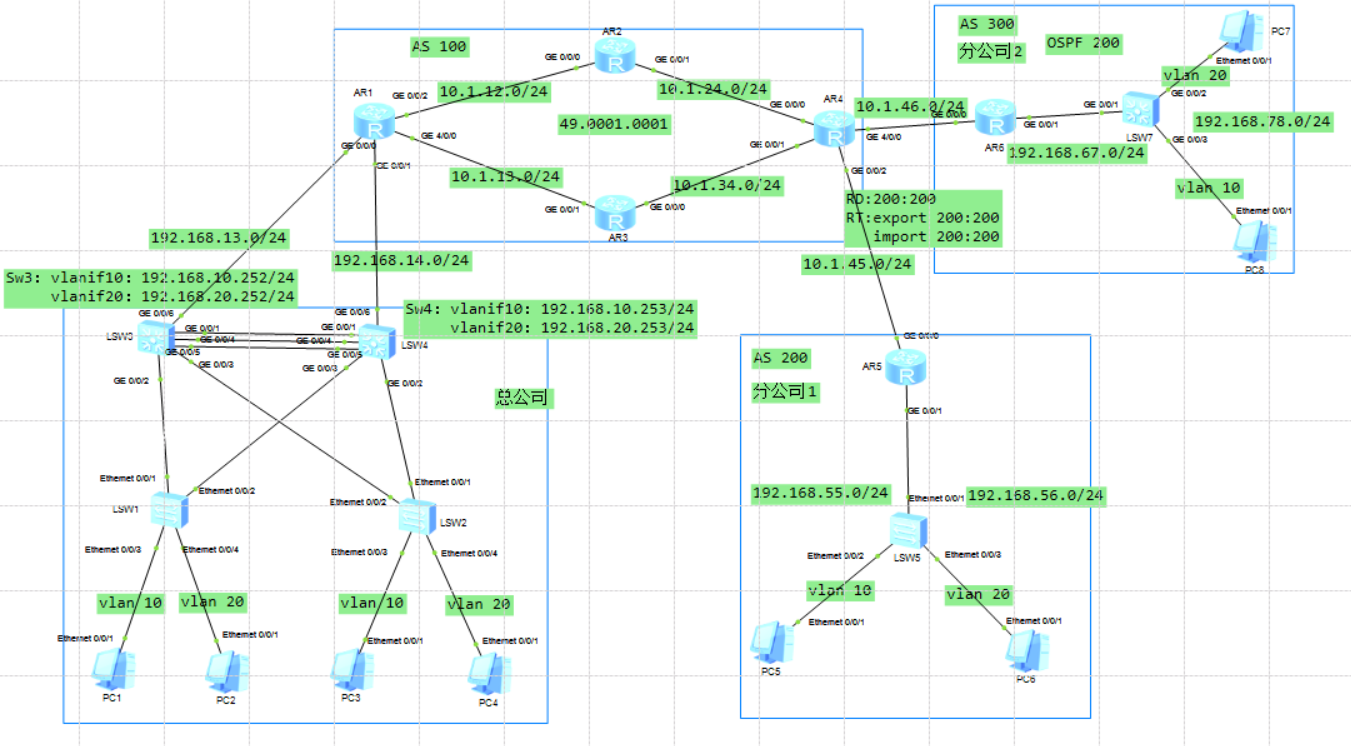 AS 100
AR2
GE 0/0/0
GE 0/0/1
10.1.12.0/24
10.1.24.0/24
AR1
GE 0/0/2
GE 4/0/0
GE 0/0/0
GE 0/0/1
49.0001.0001
AR4
GE 0/0/0
GE 0/0/1
GE 4/0/0
GE 0/0/2
10.1.13.0/24
10.1.34.0/24
GE 0/0/1
GE 0/0/0
AR3
10.1.46.0/24
AS 300
分公司2
OSPF 200
PC7
Ethernet 0/0/1
vlan 20
GE 0/0/2
GE 0/0/0
GE 0/0/1
GE 0/0/1
AR6
LSW7
192.168.78.0/24
GE 0/0/3
192.168.67.0/24
vlan 10
Ethernet 0/0/1
PC8
RD:200:200
RT:export 200:200
import 200:200
10.1.45.0/24
192.168.13.0/24
192.168.14.0/24
Sw3: vlanif10: 192.168.10.252/24
vlanif20: 192.168.20.252/24
Sw4: vlanif10: 192.168.10.253/24
vlanif20: 192.168.20.253/24
GE 0/0/6
GE 0/0/6
LSW3
GE 0/0/1
GE 0/0/1
GE 0/0/4
GE 0/0/4
GE 0/0/5
GE 0/0/5
LSW4
GE 0/0/3
GE 0/0/3
GE 0/0/2
GE 0/0/2
总公司
Ethernet 0/0/1
Ethernet 0/0/2
LSW1
Ethernet 0/0/3
Ethernet 0/0/4
Ethernet 0/0/1
Ethernet 0/0/2
LSW2
Ethernet 0/0/3
Ethernet 0/0/4
vlan 10
vlan 20
vlan 10
vlan 20
Ethernet 0/0/1
Ethernet 0/0/1
Ethernet 0/0/1
Ethernet 0/0/1
PC1
PC2
PC3
PC4
GE 0/0/0
AS 200
AR5
分公司1
GE 0/0/1
192.168.55.0/24
Ethernet 0/0/1
192.168.56.0/24
LSW5
Ethernet 0/0/2
Ethernet 0/0/3
vlan 10
vlan 20
Ethernet 0/0/1
Ethernet 0/0/1
PC5
PC6